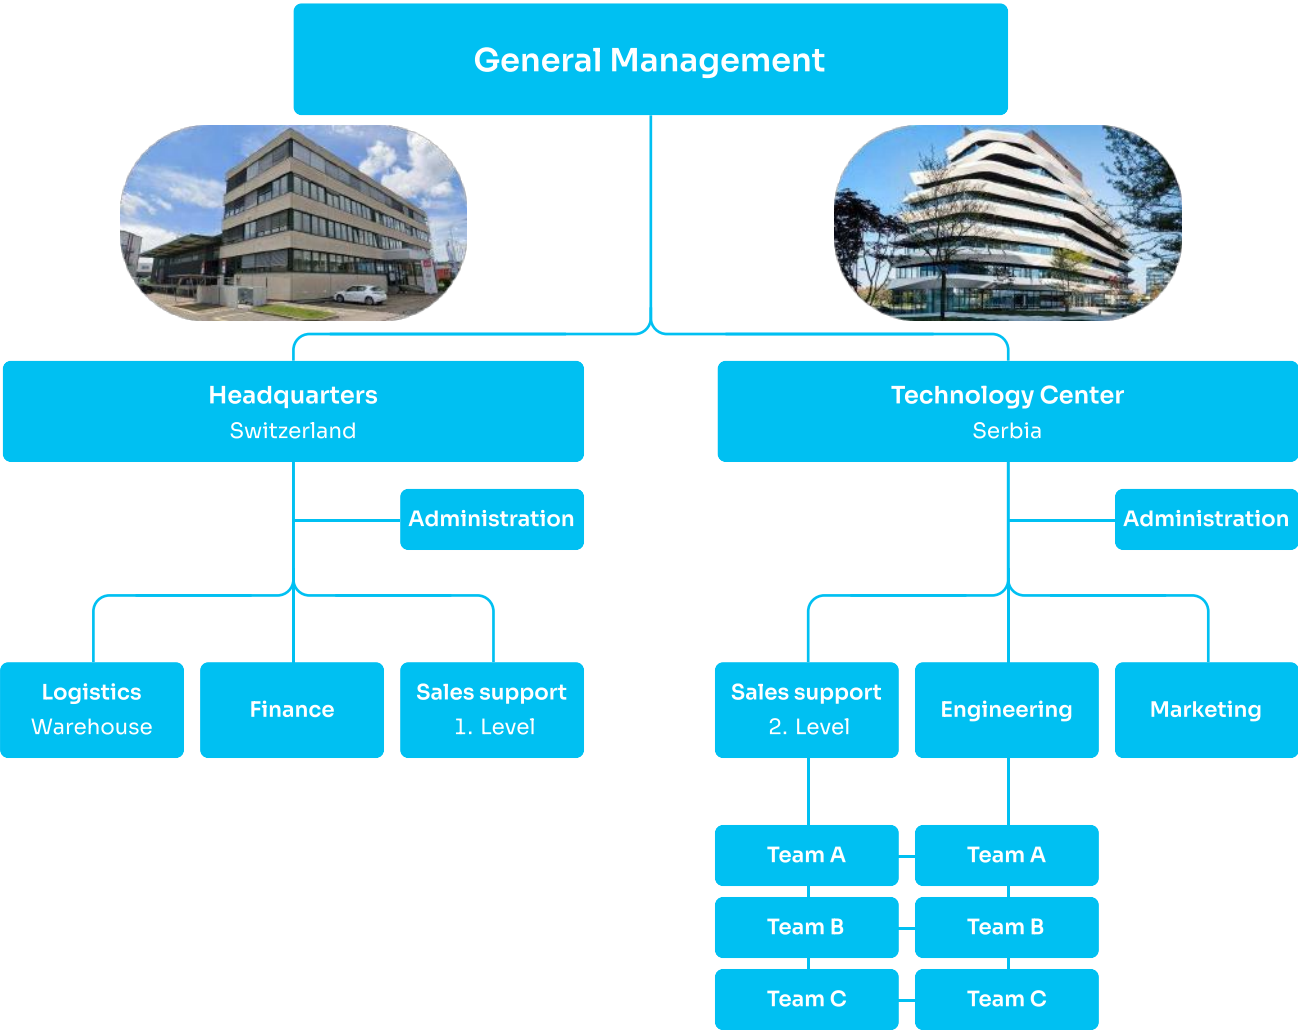 General Management
Headquarters
Switzerland
Technology Center
Serbia
Administration
Administration
Logistics
Warehouse
Finance
Sales support
1. Level
Sales support
2. Level
Engineering
Marketing
Team A
Team A
Team B
Team B
Team C
Team C